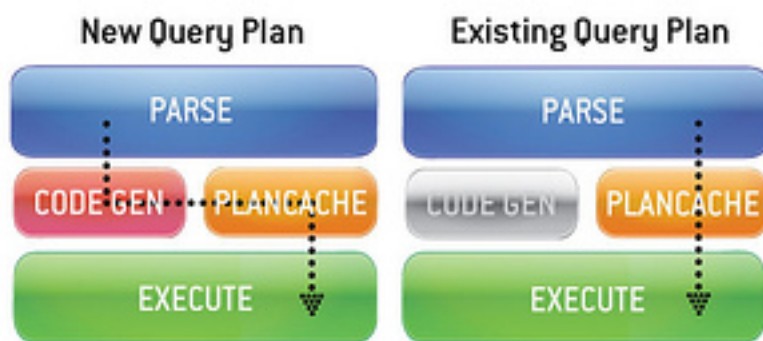 New Query Plan
PARSE
CODE GEN PLANCACHE
EXECUTE
Existing Query Plan
PARSE
CODE GEN PLANCACHE
EXECUTE